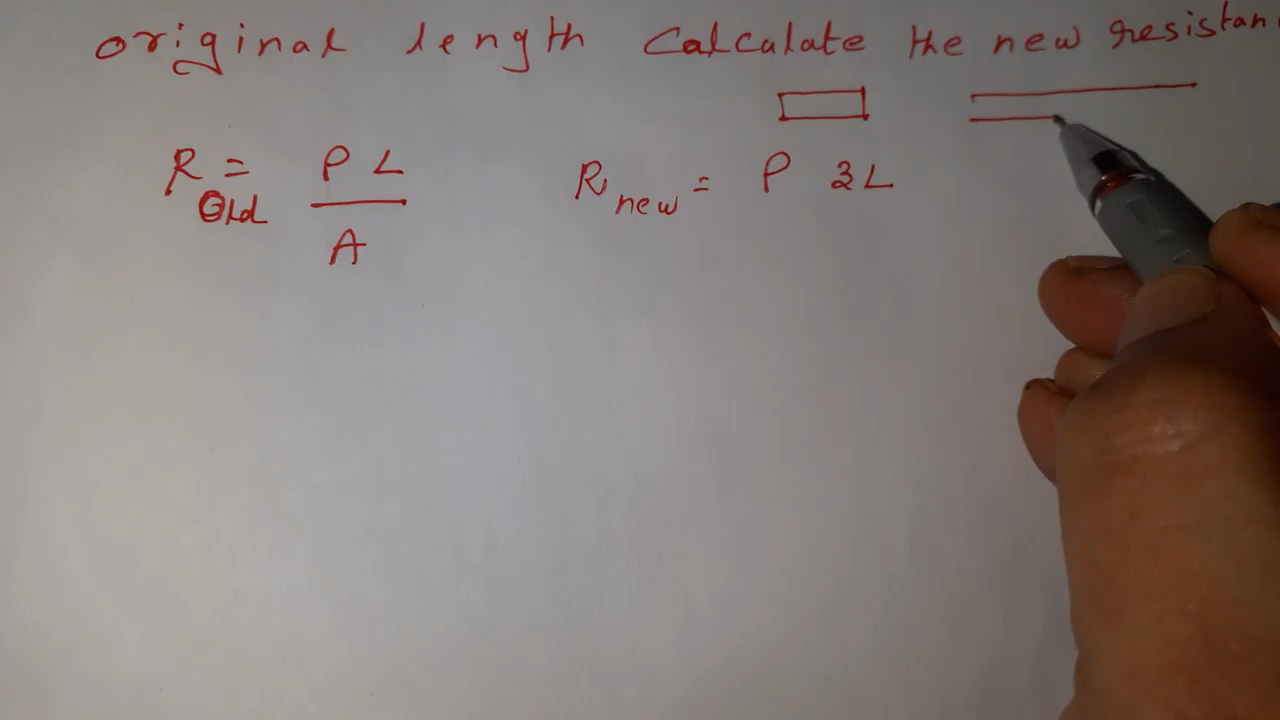 original length Calculate the new resistan
R Old = P L / A
R new = P 3L